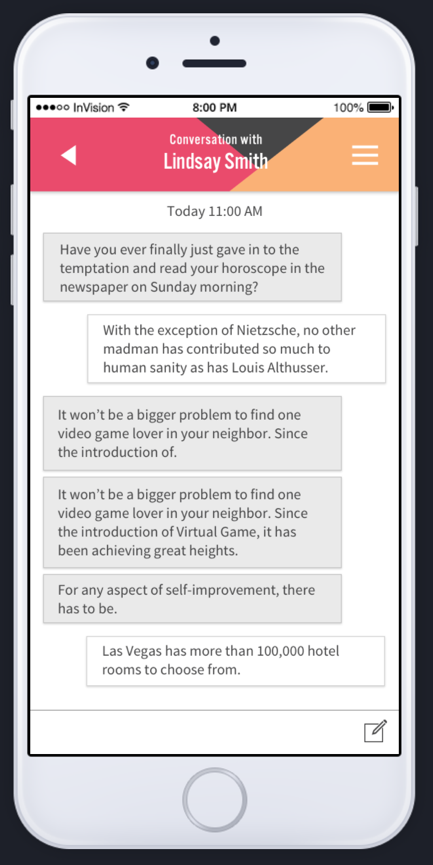 InVision 8:00 PM 100%
Conversation with
Lindsay Smith
Today 11:00 AM
Have you ever finally just gave in to the
temptation and read your horoscope in the
newspaper on Sunday morning?
With the exception of Nietzsche, no other
madman has contributed so much to
human sanity as has Louis Althusser.
It won’t be a bigger problem to find one
video game lover in your neighbor. Since
the introduction of.
It won’t be a bigger problem to find one
video game lover in your neighbor. Since
the introduction of Virtual Game, it has
been achieving great heights.
For any aspect of self-improvement, there
has to be.
Las Vegas has more than 100,000 hotel
rooms to choose from.